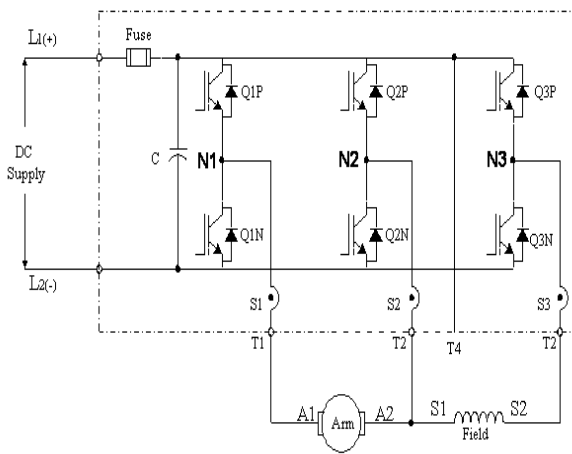 L1(+)
Fuse
Q1P
Q2P
Q3P
DC
Supply
C
N1
N2
N3
Q1N
Q2N
Q3N
L2(-)
S1
S2
S3
T1
T2
T4
T2
A1
Arm
A2
S1
S2
Field